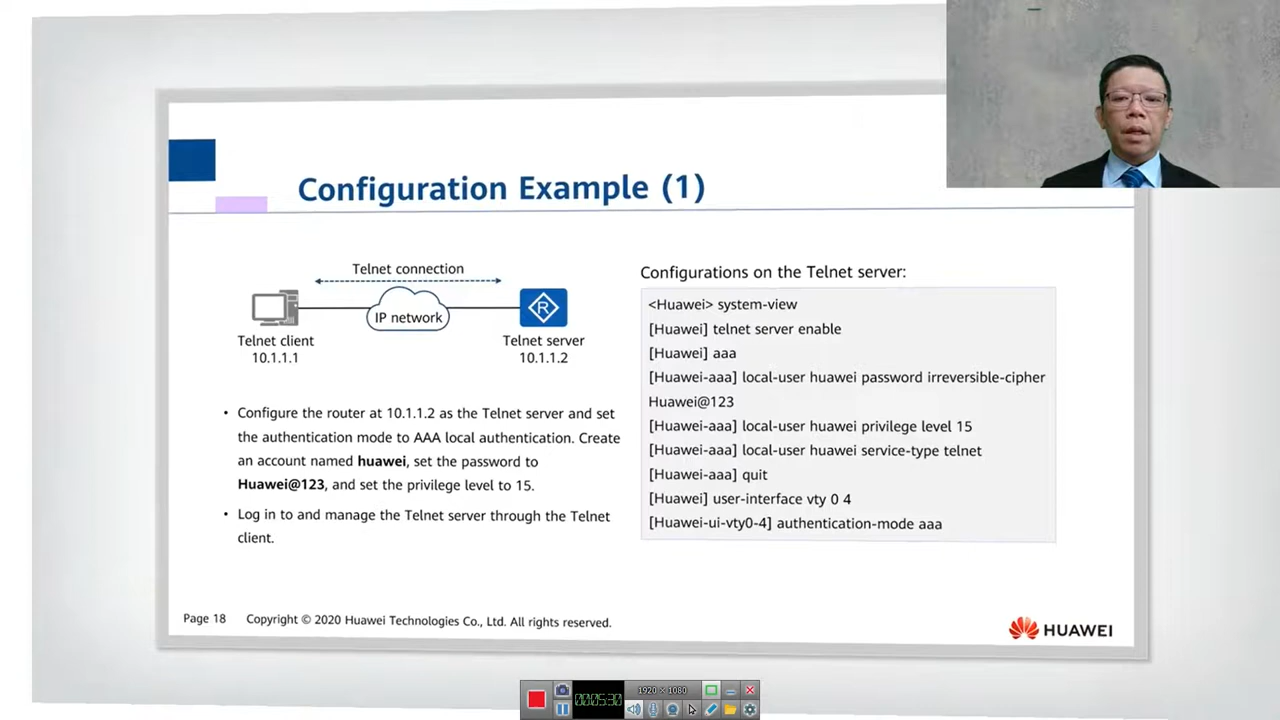 Configuration Example (1)
Telnet connection
IP network
Telnet client
10.1.1.1
Telnet server
10.1.1.2
• Configure the router at 10.1.1.2 as the Telnet server and set
the authentication mode to AAA local authentication. Create
an account named huawei, set the password to
Huawei@123, and set the privilege level to 15.
• Log in to and manage the Telnet server through the Telnet
client.
Configurations on the Telnet server:
<Huawei> system-view
[Huawei] telnet server enable
[Huawei] aaa
[Huawei-aaa] local-user huawei password irreversible-cipher
Huawei@123
[Huawei-aaa] local-user huawei privilege level 15
[Huawei-aaa] local-user huawei service-type telnet
[Huawei-aaa] quit
[Huawei] user-interface vty 0 4
[Huawei-ui-vty0-4] authentication-mode aaa
Page 18 Copyright © 2020 Huawei Technologies Co., Ltd. All rights reserved.
HUAWEI
R
000530
1920 × 1080